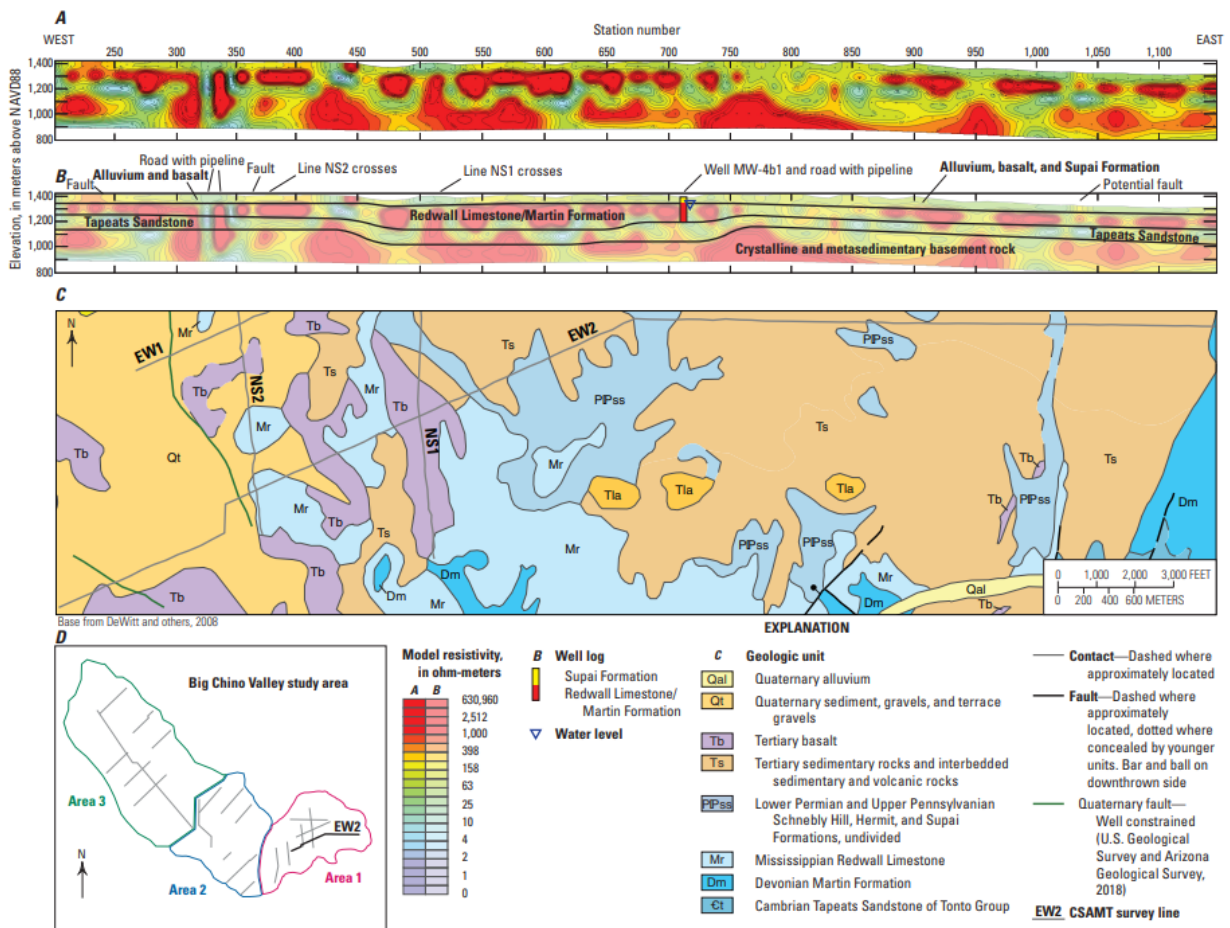 A
Station number
WEST
EAST
250 300 350 400 450 500 550 600 650 700 750 800 850 900 950 1,000 1,050 1,100
1,400
1,200
1,000
800
Elevation, in meters above NAVD88
B
Road with pipeline
Fault
Alluvium and basalt
Fault
Line NS2 crosses
Line NS1 crosses
Well MW-4b1 and road with pipeline
Alluvium, basalt, and Supai Formation
Potential fault
1,400
1,200
1,000
800
Tapeats Sandstone
Redwall Limestone/Martin Formation
Crystalline and metasedimentary basement rock
Tapeats Sandstone
C
N
Mr
EW1
Tb
Ts
Tb
NS2
Mr
Tb
Qt
Mr
Tb
NS1
Ts
EW2
PIPss
Mr
Tla
Tla
PIPss
Ts
Tla
Tb
Tb
PIPss
Ts
Dm
Mr
Tb
Ts
Tb
Tb
Dm
Dm
Mr
Mr
PIPss
PIPss
Mr
Dm
Qal
Tb
0 1,000 2,000 3,000 FEET
0 200 400 600 METERS
Base from DeWitt and others, 2008
D
Big Chino Valley study area
Area 3
Area 2
Area 1
EW2
N
EXPLANATION
Model resistivity,
in ohm-meters
A B
630,960
2,512
1,000
398
158
63
25
10
4
2
1
0
B Well log
Supai Formation
Redwall Limestone/
Martin Formation
Water level
C Geologic unit
Qal Quaternary alluvium
Qt Quaternary sediment, gravels, and terrace
gravels
Tb Tertiary basalt
Ts Tertiary sedimentary rocks and interbedded
sedimentary and volcanic rocks
PIPss Lower Permian and Upper Pennsylvanian
Schnebly Hill, Hermit, and Supai
Formations, undivided
Mr Mississippian Redwall Limestone
Dm Devonian Martin Formation
Єt Cambrian Tapeats Sandstone of Tonto Group
Contact—Dashed where
approximately located
Fault—Dashed where
approximately
located, dotted where
concealed by younger
units. Bar and ball on
downthrown side
Quaternary fault—
Well constrained
(U.S. Geological
Survey and Arizona
Geological Survey,
2018)
EW2 CSAMT survey line